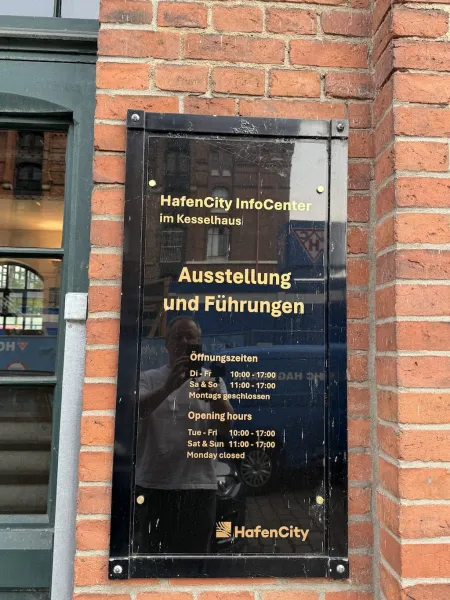 HafenCity InfoCenter
im Kesselhaus
Ausstellung
und Führungen
Öffnungszeiten
Di - Fr 10:00 - 17:00
Sa & So 11:00 - 17:00
Montags geschlossen
Opening hours
Tue - Fri 10:00 - 17:00
Sat & Sun 11:00 - 17:00
Monday closed
HafenCity